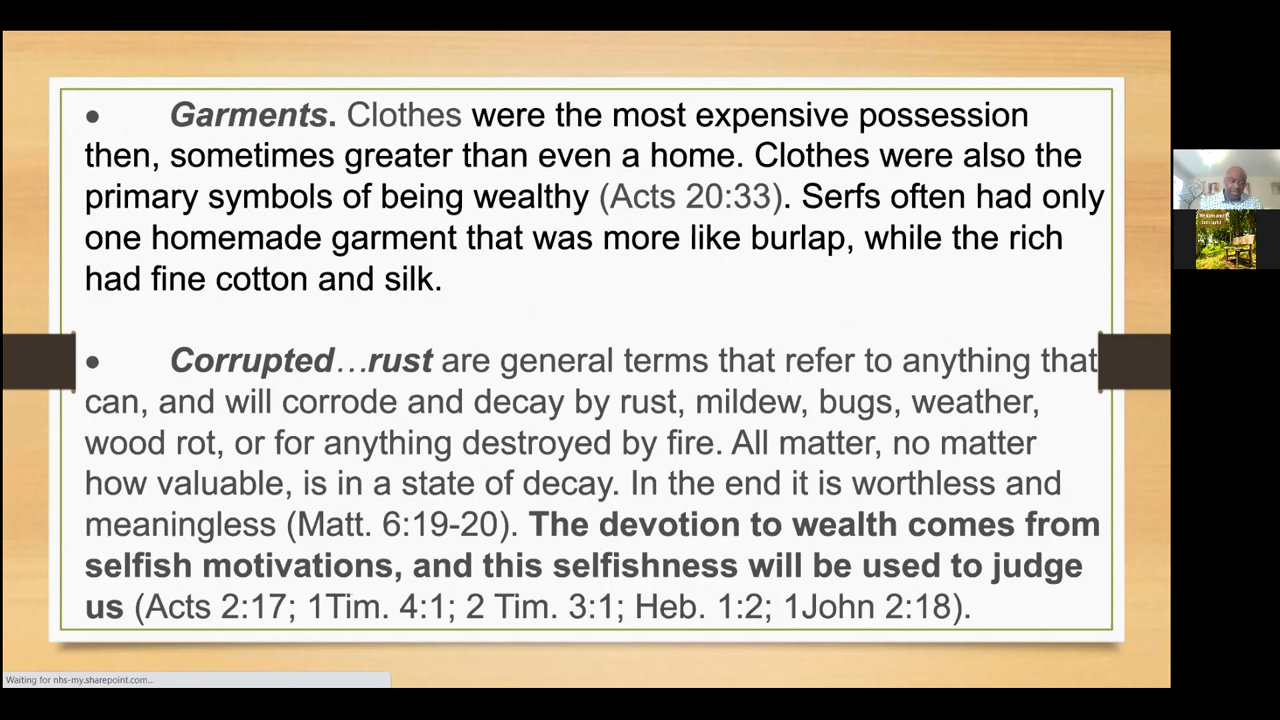 • Garments. Clothes were the most expensive possession
then, sometimes greater than even a home. Clothes were also the
primary symbols of being wealthy (Acts 20:33). Serfs often had only
one homemade garment that was more like burlap, while the rich
had fine cotton and silk.
• Corrupted…rust are general terms that refer to anything that
can, and will corrode and decay by rust, mildew, bugs, weather,
wood rot, or for anything destroyed by fire. All matter, no matter
how valuable, is in a state of decay. In the end it is worthless and
meaningless (Matt. 6:19-20). The devotion to wealth comes from
selfish motivations, and this selfishness will be used to judge
us (Acts 2:17; 1Tim. 4:1; 2 Tim. 3:1; Heb. 1:2; 1John 2:18).
Waiting for nhs-my.sharepoint.com...